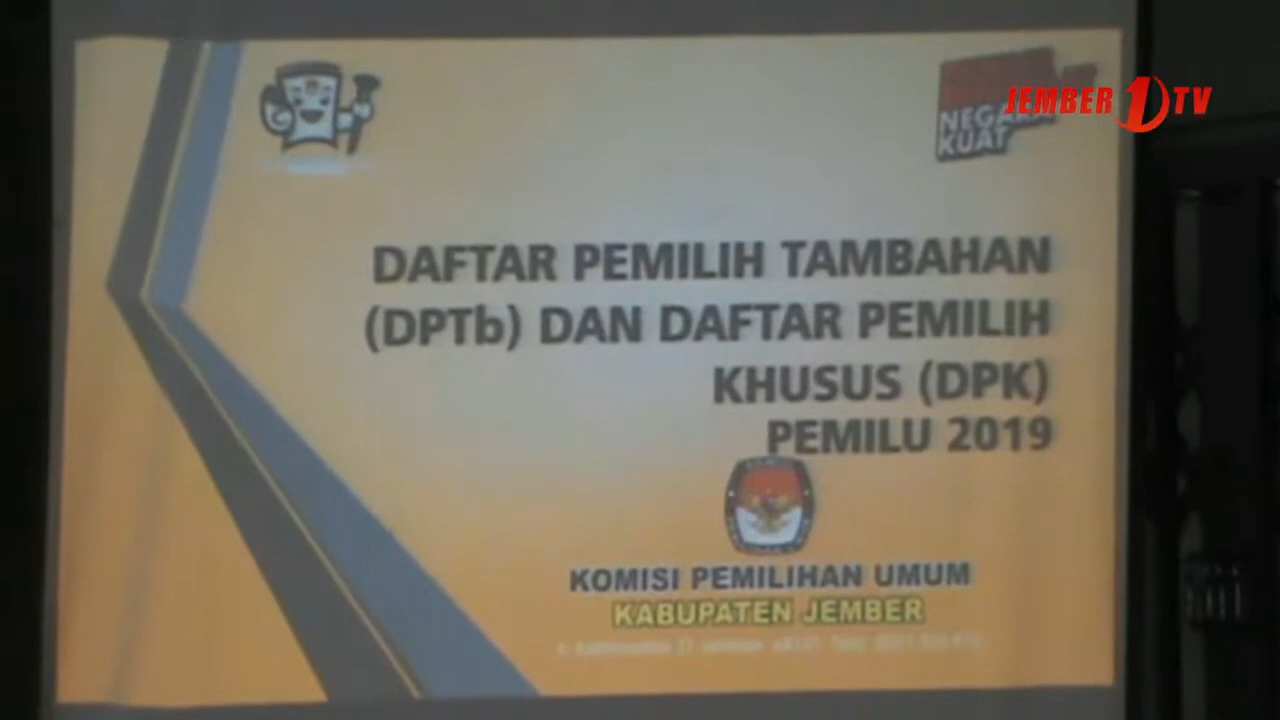 JEMBER 1 TV
NEGARA
KUAT
DAFTAR PEMILIH TAMBAHAN
(DPTb) DAN DAFTAR PEMILIH
KHUSUS (DPK)
PEMILU 2019
KOMISI PEMILIHAN UMUM
KABUPATEN JEMBER